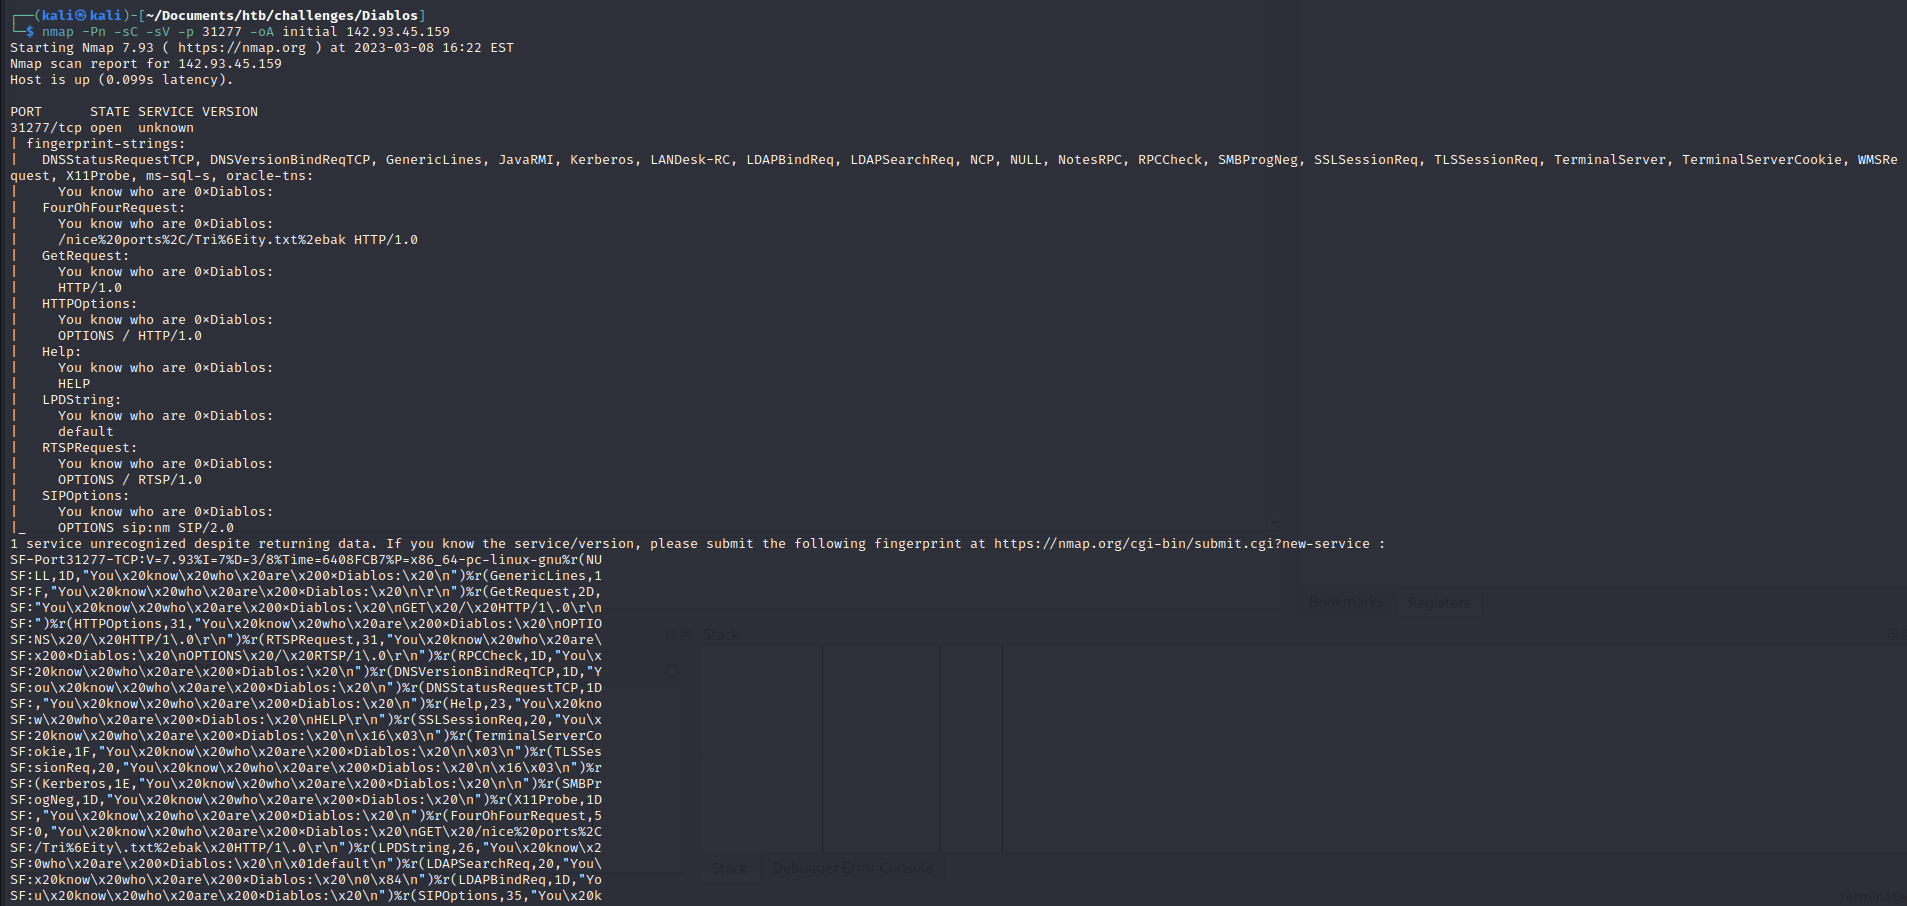 ┌──(kali㉿kali)-[~/Documents/htb/challenges/Diablos]
└─$ nmap -Pn -sC -sV -p 31277 -oA initial 142.93.45.159
Starting Nmap 7.93 ( https://nmap.org ) at 2023-03-08 16:22 EST
Nmap scan report for 142.93.45.159
Host is up (0.099s latency).
PORT      STATE SERVICE VERSION
31277/tcp open  unknown
| fingerprint-strings:
|   DNSStatusRequestTCP, DNSVersionBindReqTCP, GenericLines, JavaRMI, Kerberos, LANDesk-RC, LDAPBindReq, LDAPSearchReq, NCP, NULL, NotesRPC, RPCCheck, SMBProgNeg, SSLSessionReq, TLSSessionReq, TerminalServer, TerminalServerCookie, WMSRe
quest, X11Probe, ms-sql-s, oracle-tns:
|     You know who are 0×Diablos:
|   FourOhFourRequest:
|     You know who are 0×Diablos:
|     /nice%20ports%2C/Tri%6Eity.txt%2ebak HTTP/1.0
|   GetRequest:
|     You know who are 0×Diablos:
|     HTTP/1.0
|   HTTPOptions:
|     You know who are 0×Diablos:
|     OPTIONS / HTTP/1.0
|   Help:
|     You know who are 0×Diablos:
|     HELP
|   LPDString:
|     You know who are 0×Diablos:
|     default
|   RTSPRequest:
|     You know who are 0×Diablos:
|     OPTIONS / RTSP/1.0
|   SIPOptions:
|     You know who are 0×Diablos:
|_    OPTIONS sip:nm SIP/2.0
1 service unrecognized despite returning data. If you know the service/version, please submit the following fingerprint at https://nmap.org/cgi-bin/submit.cgi?new-service :
SF-Port31277-TCP:V=7.93%I=7%D=3/8%Time=6408FCB7%P=x86_64-pc-linux-gnu%r(NU
SF:LL,1D,"You\x20know\x20who\x20are\x200×Diablos:\x20\n")%r(GenericLines,1
SF:F,"You\x20know\x20who\x20are\x200×Diablos:\x20\n\r\n")%r(GetRequest,2D,
SF:"You\x20know\x20who\x20are\x200×Diablos:\x20\nGET\x20/\x20HTTP/1\.0\r\n
SF:")%r(HTTPOptions,31,"You\x20know\x20who\x20are\x200×Diablos:\x20\nOPTIO
SF:NS\x20/\x20HTTP/1\.0\r\n")%r(RTSPRequest,31,"You\x20know\x20who\x20are\
SF:x200×Diablos:\x20\nOPTIONS\x20/\x20RTSP/1\.0\r\n")%r(RPCCheck,1D,"You\x
SF:20know\x20who\x20are\x200×Diablos:\x20\n")%r(DNSVersionBindReqTCP,1D,"Y
SF:ou\x20know\x20who\x20are\x200×Diablos:\x20\n")%r(DNSStatusRequestTCP,1D
SF:,"You\x20know\x20who\x20are\x200×Diablos:\x20\n")%r(Help,23,"You\x20kno
SF:w\x20who\x20are\x200×Diablos:\x20\nHELP\r\n")%r(SSLSessionReq,20,"You\x
SF:20know\x20who\x20are\x200×Diablos:\x20\n\x16\x03\n")%r(TerminalServerCo
SF:okie,1F,"You\x20know\x20who\x20are\x200×Diablos:\x20\n\x03\n")%r(TLSSes
SF:sionReq,20,"You\x20know\x20who\x20are\x200×Diablos:\x20\n\x16\x03\n")%r
SF:(Kerberos,1E,"You\x20know\x20who\x20are\x200×Diablos:\x20\n\n")%r(SMBPr
SF:ogNeg,1D,"You\x20know\x20who\x20are\x200×Diablos:\x20\n")%r(X11Probe,1D
SF:,"You\x20know\x20who\x20are\x200×Diablos:\x20\n")%r(FourOhFourRequest,5
SF:0,"You\x20know\x20who\x20are\x200×Diablos:\x20\nGET\x20/nice%20ports%2C
SF:/Tri%6Eity\.txt%2ebak\x20HTTP/1\.0\r\n")%r(LPDString,26,"You\x20know\x2
SF:0who\x20are\x200×Diablos:\x20\n\x01default\n")%r(LDAPSearchReq,20,"You\
SF:x20know\x20who\x20are\x200×Diablos:\x20\n0\x84\n")%r(LDAPBindReq,1D,"Yo
SF:u\x20know\x20who\x20are\x200×Diablos:\x20\n")%r(SIPOptions,35,"You\x20k
Bookmarks Registers
Stack
Stack Debugger Error Console
terminate